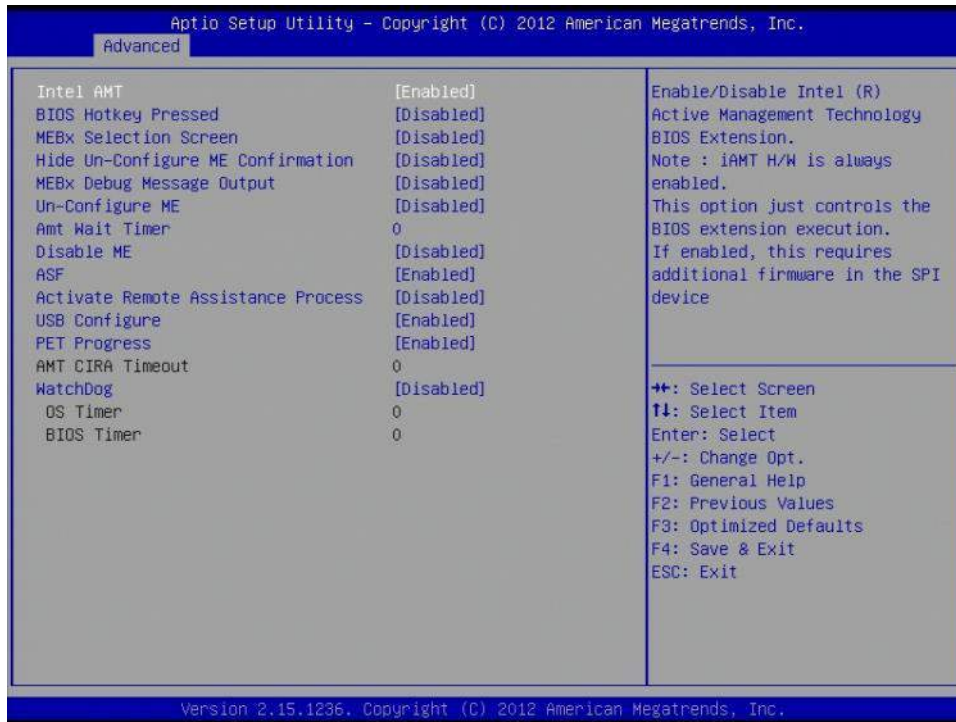 Aptio Setup Utility – Copyright (C) 2012 American Megatrends, Inc.
Advanced
Intel AMT [Enabled]
BIOS Hotkey Pressed [Disabled]
MEBx Selection Screen [Disabled]
Hide Un-Configure ME Confirmation [Disabled]
MEBx Debug Message Output [Disabled]
Un-Configure ME [Disabled]
Amt Wait Timer 0
Disable ME [Disabled]
ASF [Enabled]
Activate Remote Assistance Process [Disabled]
USB Configure [Enabled]
PET Progress [Enabled]
AMT CIRA Timeout 0
WatchDog [Disabled]
OS Timer 0
BIOS Timer 0
Enable/Disable Intel (R)
Active Management Technology
BIOS Extension.
Note : iAMT H/W is always
enabled.
This option just controls the
BIOS extension execution.
If enabled, this requires
additional firmware in the SPI
device
→←: Select Screen
↑↓: Select Item
Enter: Select
+/-: Change Opt.
F1: General Help
F2: Previous Values
F3: Optimized Defaults
F4: Save & Exit
ESC: Exit
Version 2.15.1236. Copyright (C) 2012 American Megatrends, Inc.